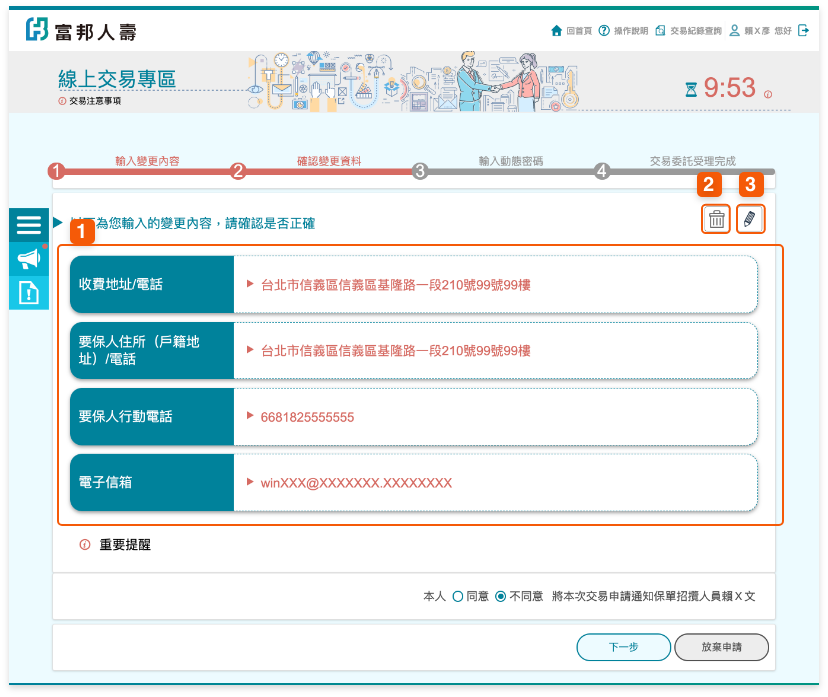 富邦人壽
回首頁 操作說明 交易紀錄查詢 賴X彥 您好
線上交易專區
交易注意事項
9:53
輸入變更內容 確認變更資料 輸入動態密碼 交易委託受理完成
1 2 3 4
2 3
1
下為您輸入的變更內容，請確認是否正確
收費地址/電話
台北市信義區信義區基隆路一段210號99號99樓
要保人住所（戶籍地
址）/電話
台北市信義區信義區基隆路一段210號99號99樓
要保人行動電話
6681825555555
電子信箱
winXXX@XXXXXXX.XXXXXXXX
重要提醒
本人 同意 不同意 將本次交易申請通知保單招攬人員賴X文
下一步 放棄申請